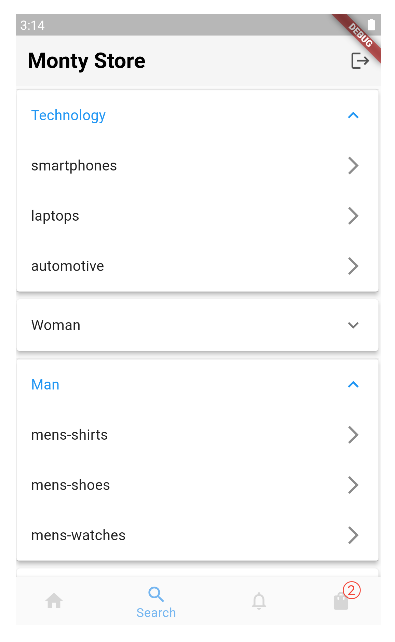 3:14
DEBUG
Monty Store
Technology
smartphones
laptops
automotive
Woman
Man
mens-shirts
mens-shoes
mens-watches
2
Search